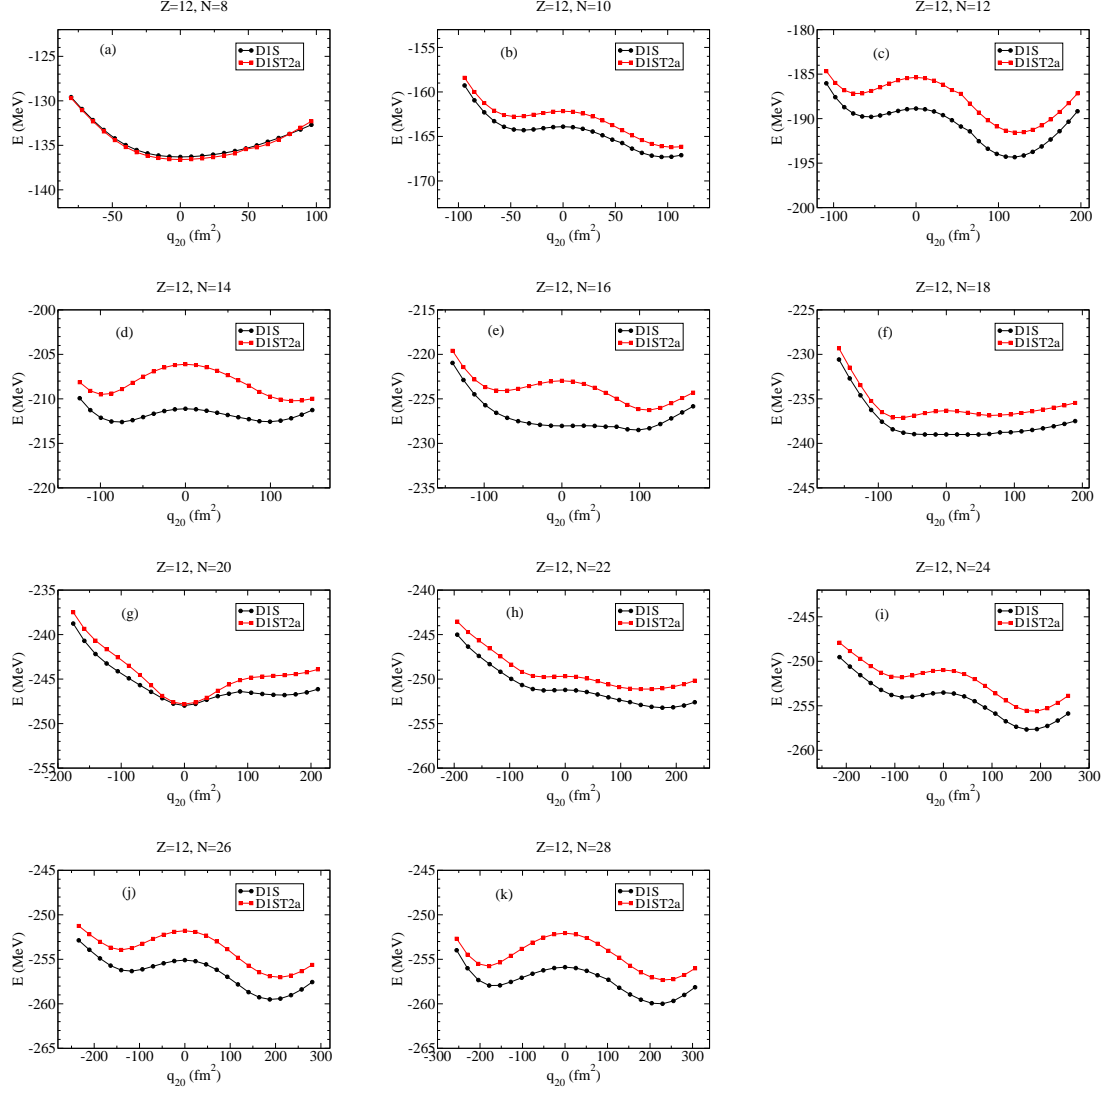 Z=12, N=8
(a)
D1S
D1ST2a
-125
-130
-135
-140
E (MeV)
-50
0
50
100
q20 (fm2)
Z=12, N=10
(b)
D1S
D1ST2a
-155
-160
-165
-170
E (MeV)
-100
-50
0
50
100
q20 (fm2)
Z=12, N=12
(c)
D1S
D1ST2a
-180
-185
-190
-195
-200
E (MeV)
-100
0
100
200
q20 (fm2)
Z=12, N=14
(d)
D1S
D1ST2a
-200
-205
-210
-215
-220
E (MeV)
-100
0
100
q20 (fm2)
Z=12, N=16
(e)
D1S
D1ST2a
-215
-220
-225
-230
-235
E (MeV)
-100
0
100
q20 (fm2)
Z=12, N=18
(f)
D1S
D1ST2a
-225
-230
-235
-240
-245
E (MeV)
-100
0
100
200
q20 (fm2)
Z=12, N=20
(g)
D1S
D1ST2a
-235
-240
-245
-250
-255
E (MeV)
-200
-100
0
100
200
q20 (fm2)
Z=12, N=22
(h)
D1S
D1ST2a
-240
-245
-250
-255
-260
E (MeV)
-200
-100
0
100
200
q20 (fm2)
Z=12, N=24
(i)
D1S
D1ST2a
-245
-250
-255
-260
E (MeV)
-200
-100
0
100
200
300
q20 (fm2)
Z=12, N=26
(j)
D1S
D1ST2a
-245
-250
-255
-260
-265
E (MeV)
-200
-100
0
100
200
300
q20 (fm2)
Z=12, N=28
(k)
D1S
D1ST2a
-245
-250
-255
-260
-265
E (MeV)
-300
-200
-100
0
100
200
300
q20 (fm2)